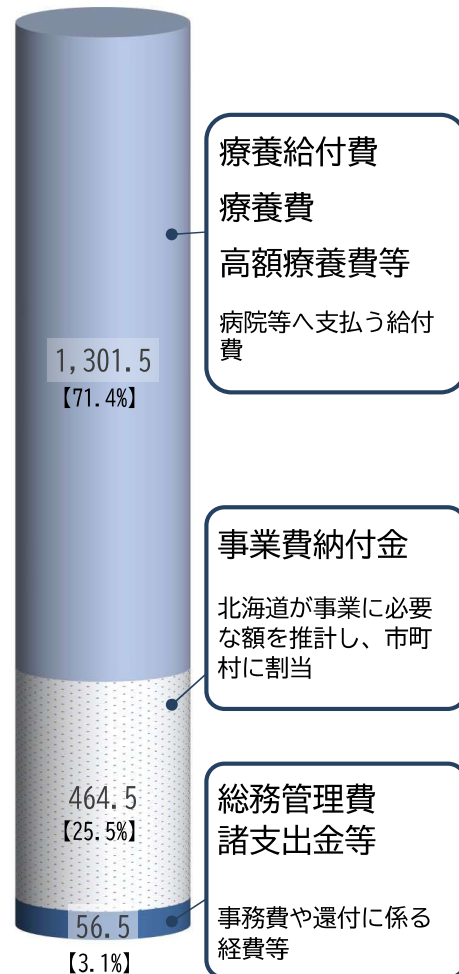 療養給付費
療養費
高額療養費等
病院等へ支払う給付
費
1,301.5
【71.4%】
事業費納付金
北海道が事業に必要
な額を推計し、市町
村に割当
464.5
【25.5%】
総務管理費
諸支出金等
事務費や還付に係る
経費等
56.5
【3.1%】